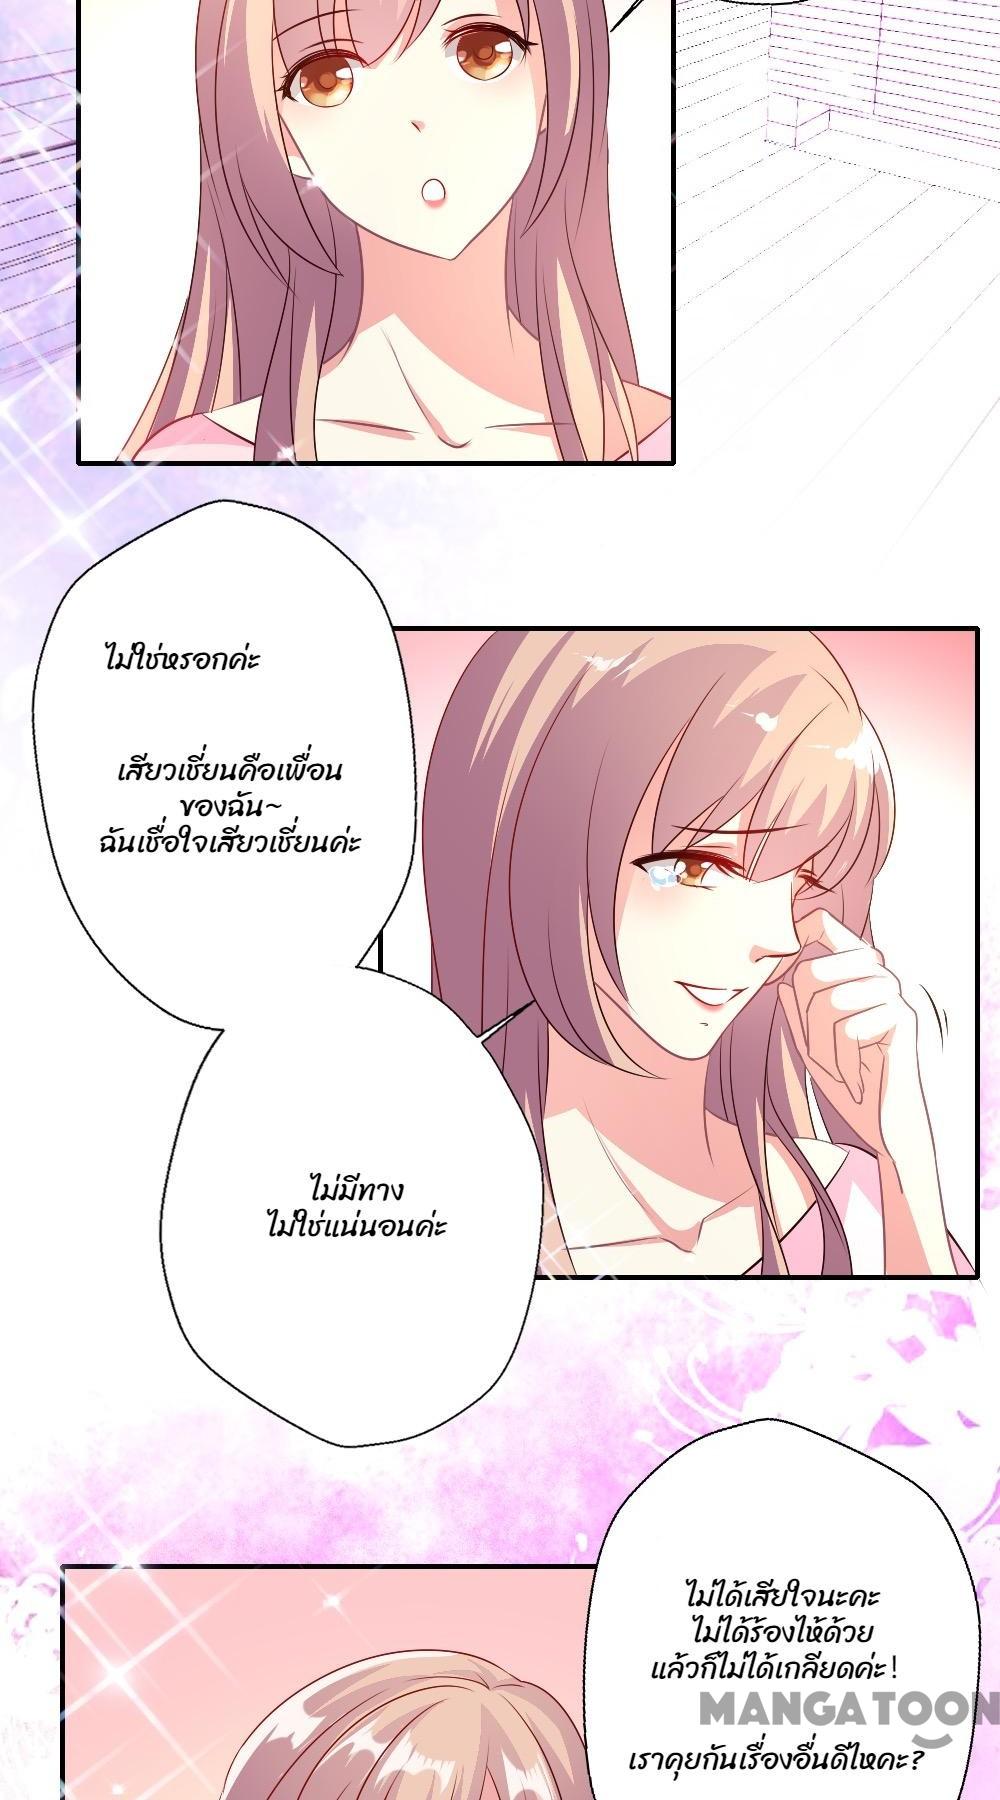 ไม่ใช่หรอกค่ะ
เสียวเชี่ยนคือเพื่อน
ของฉัน~
ฉันเชื่อใจเสียวเชี่ยนค่ะ
ไม่มีทาง
ไม่ใช่แน่นอนค่ะ
ไม่ได้เสียใจนะคะ
ไม่ได้ร้องไห้ด้วย
แล้วก็ไม่ได้เกลียดค่ะ!
MANGATOON
เราคุยกันเรื่องอื่นดีไหคะ?